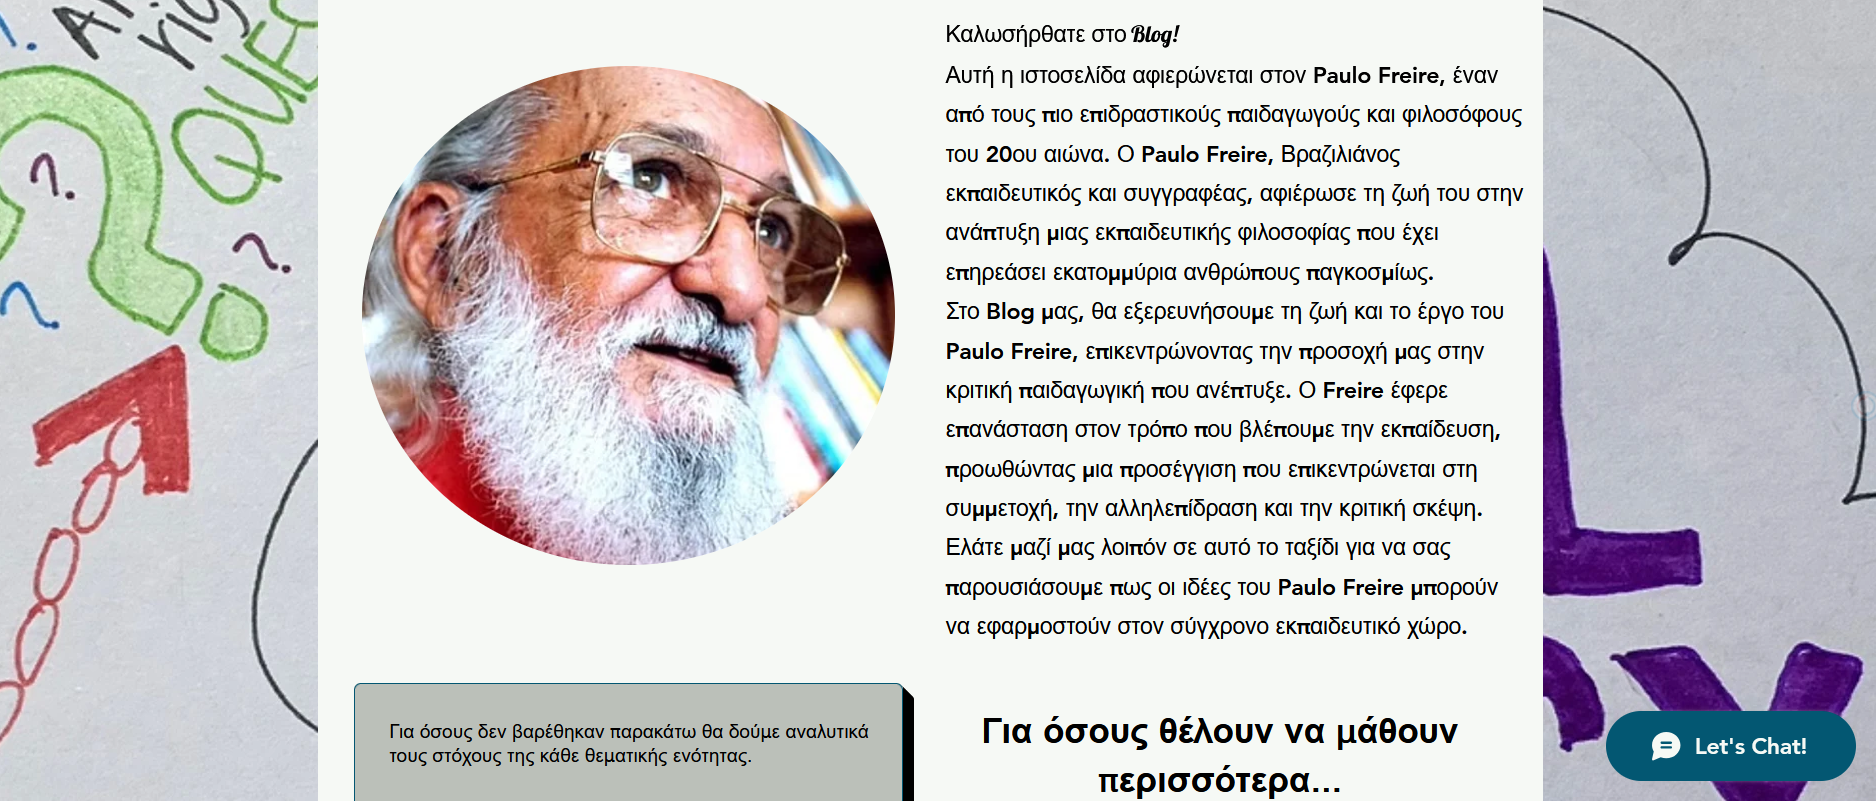 Καλωσήρθατε στο Blog!
Αυτή η ιστοσελίδα αφιερώνεται στον Paulo Freire, έναν
από τους πιο επιδραστικούς παιδαγωγούς και φιλοσόφους
του 20ου αιώνα. Ο Paulo Freire, Βραζιλιάνος
εκπαιδευτικός και συγγραφέας, αφιέρωσε τη ζωή του στην
ανάπτυξη μιας εκπαιδευτικής φιλοσοφίας που έχει
επηρεάσει εκατομμύρια ανθρώπους παγκοσμίως.
Στο Blog μας, θα εξερευνήσουμε τη ζωή και το έργο του
Paulo Freire, επικεντρώνοντας την προσοχή μας στην
κριτική παιδαγωγική που ανέπτυξε. Ο Freire έφερε
επανάσταση στον τρόπο που βλέπουμε την εκπαίδευση,
προωθώντας μια προσέγγιση που επικεντρώνεται στη
συμμετοχή, την αλληλεπίδραση και την κριτική σκέψη.
Ελάτε μαζί μας λοιπόν σε αυτό το ταξίδι για να σας
παρουσιάσουμε πως οι ιδέες του Paulo Freire μπορούν
να εφαρμοστούν στον σύγχρονο εκπαιδευτικό χώρο.
Για όσους δεν βαρέθηκαν παρακάτω θα δούμε αναλυτικά
τους στόχους της κάθε θεματικής ενότητας.
Για όσους θέλουν να μάθουν
περισσότερα...
Let's Chat!